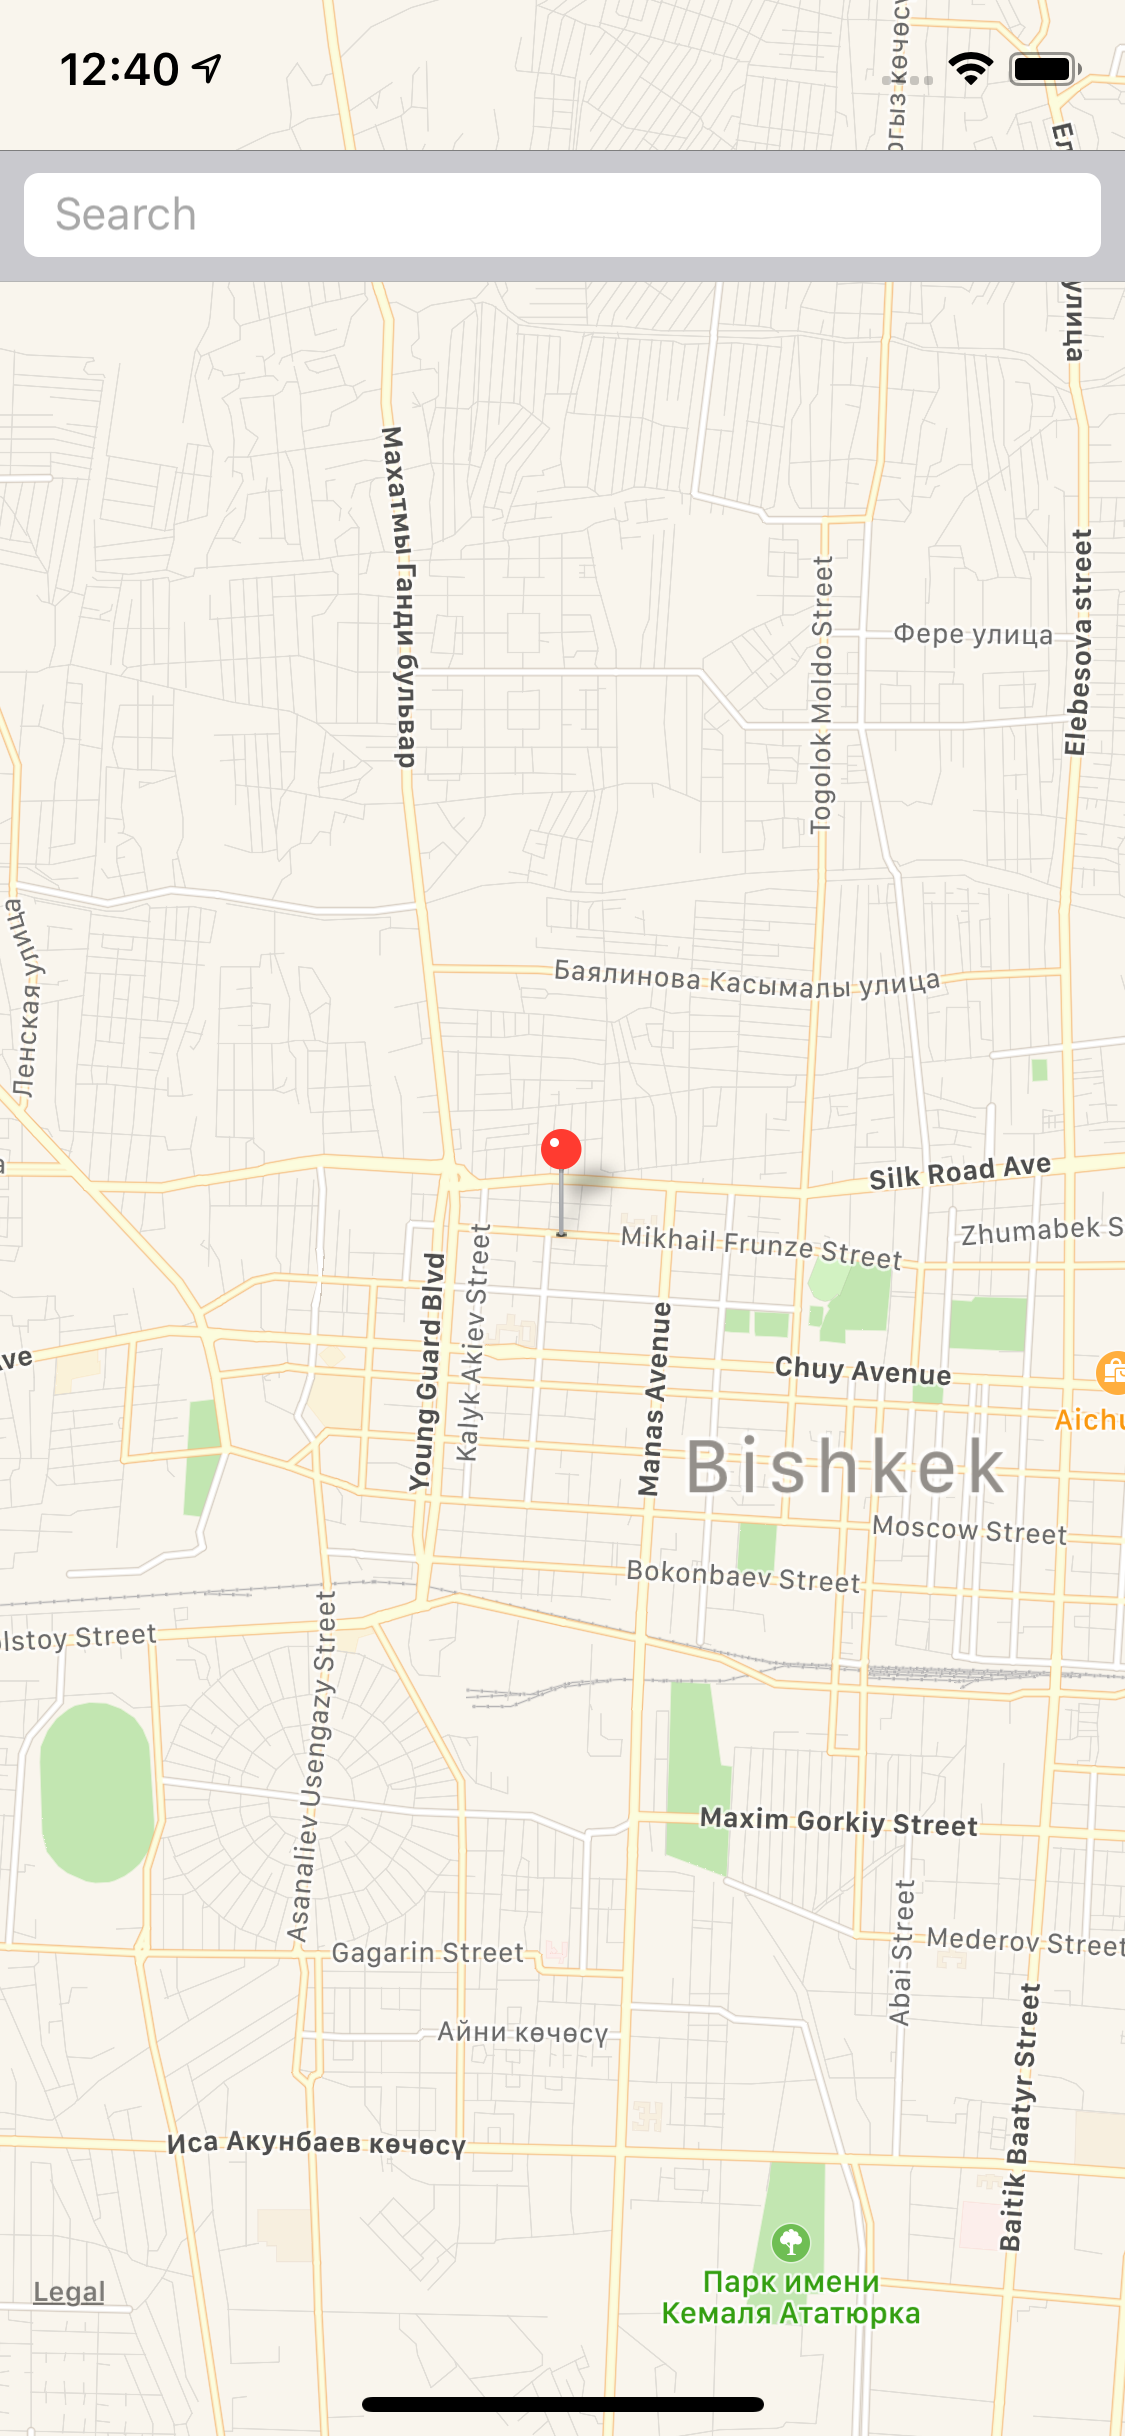 12:40
Search
улица
Махатмы Ганди бульвар
Elebesova street
Togolok Moldo Street
Фере улица
Ленская улица
Баялинова Касымалы улица
Silk Road Ave
Mikhail Frunze Street
Zhumabek S
Young Guard Blvd
Kalyk Akiev Street
Manas Avenue
Chuy Avenue
Ave
Aichu
Bishkek
Moscow Street
Bokonbaev Street
olstoy Street
Asanaliev Usengazy Street
Maxim Gorkiy Street
Abai Street
Mederov Street
Gagarin Street
Айни көчөсү
Baitik Baatyr Street
Иса Акунбаев көчөсү
Legal
Парк имени
Кемаля Ататюрка